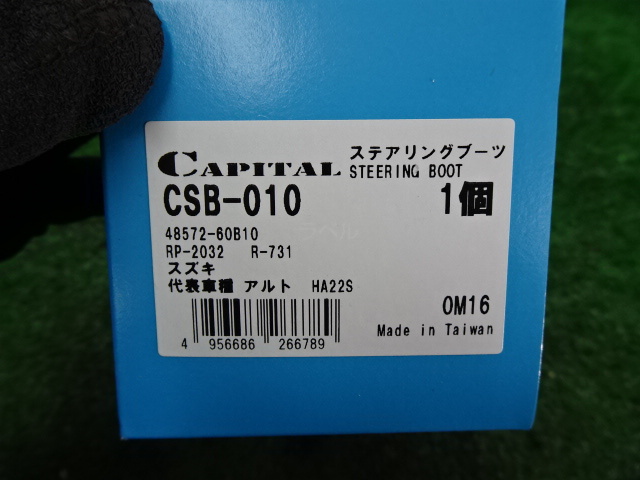 CAPITAL ステアリングブーツ
STEERING BOOT
CSB-010 1個
48572-60B10
RP-2032 R-731
スズキ
代表車種 アルト HA22S
OM16
Made in Taiwan
4 956686 266789